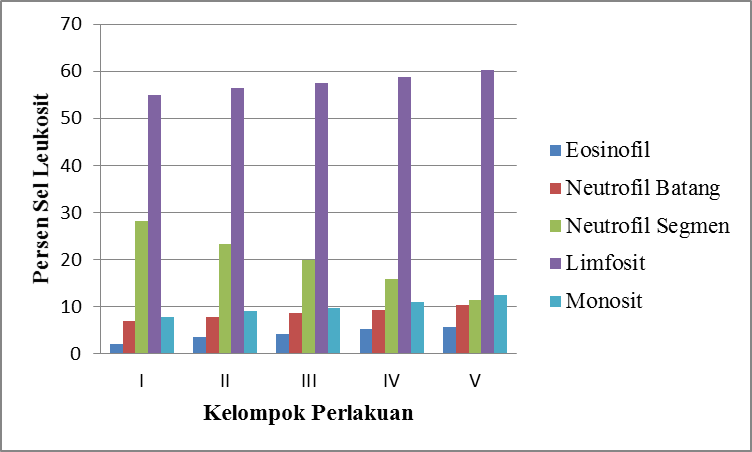 70
60
50
40
30
20
10
0
Persen Sel Leukosit
I II III IV V
Kelompok Perlakuan
Eosinofil
Neutrofil Batang
Neutrofil Segmen
Limfosit
Monosit